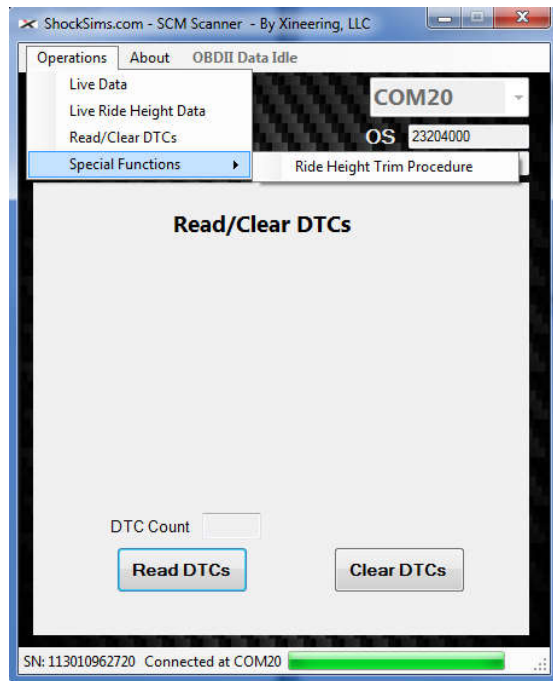 ShockSims.com - SCM Scanner - By Xineering, LLC
Operations About OBDII Data Idle
Live Data
Live Ride Height Data
Read/Clear DTCs
Special Functions
Ride Height Trim Procedure
COM20
OS 23204000
Read/Clear DTCs
DTC Count
Read DTCs Clear DTCs
SN: 113010962720 Connected at COM20